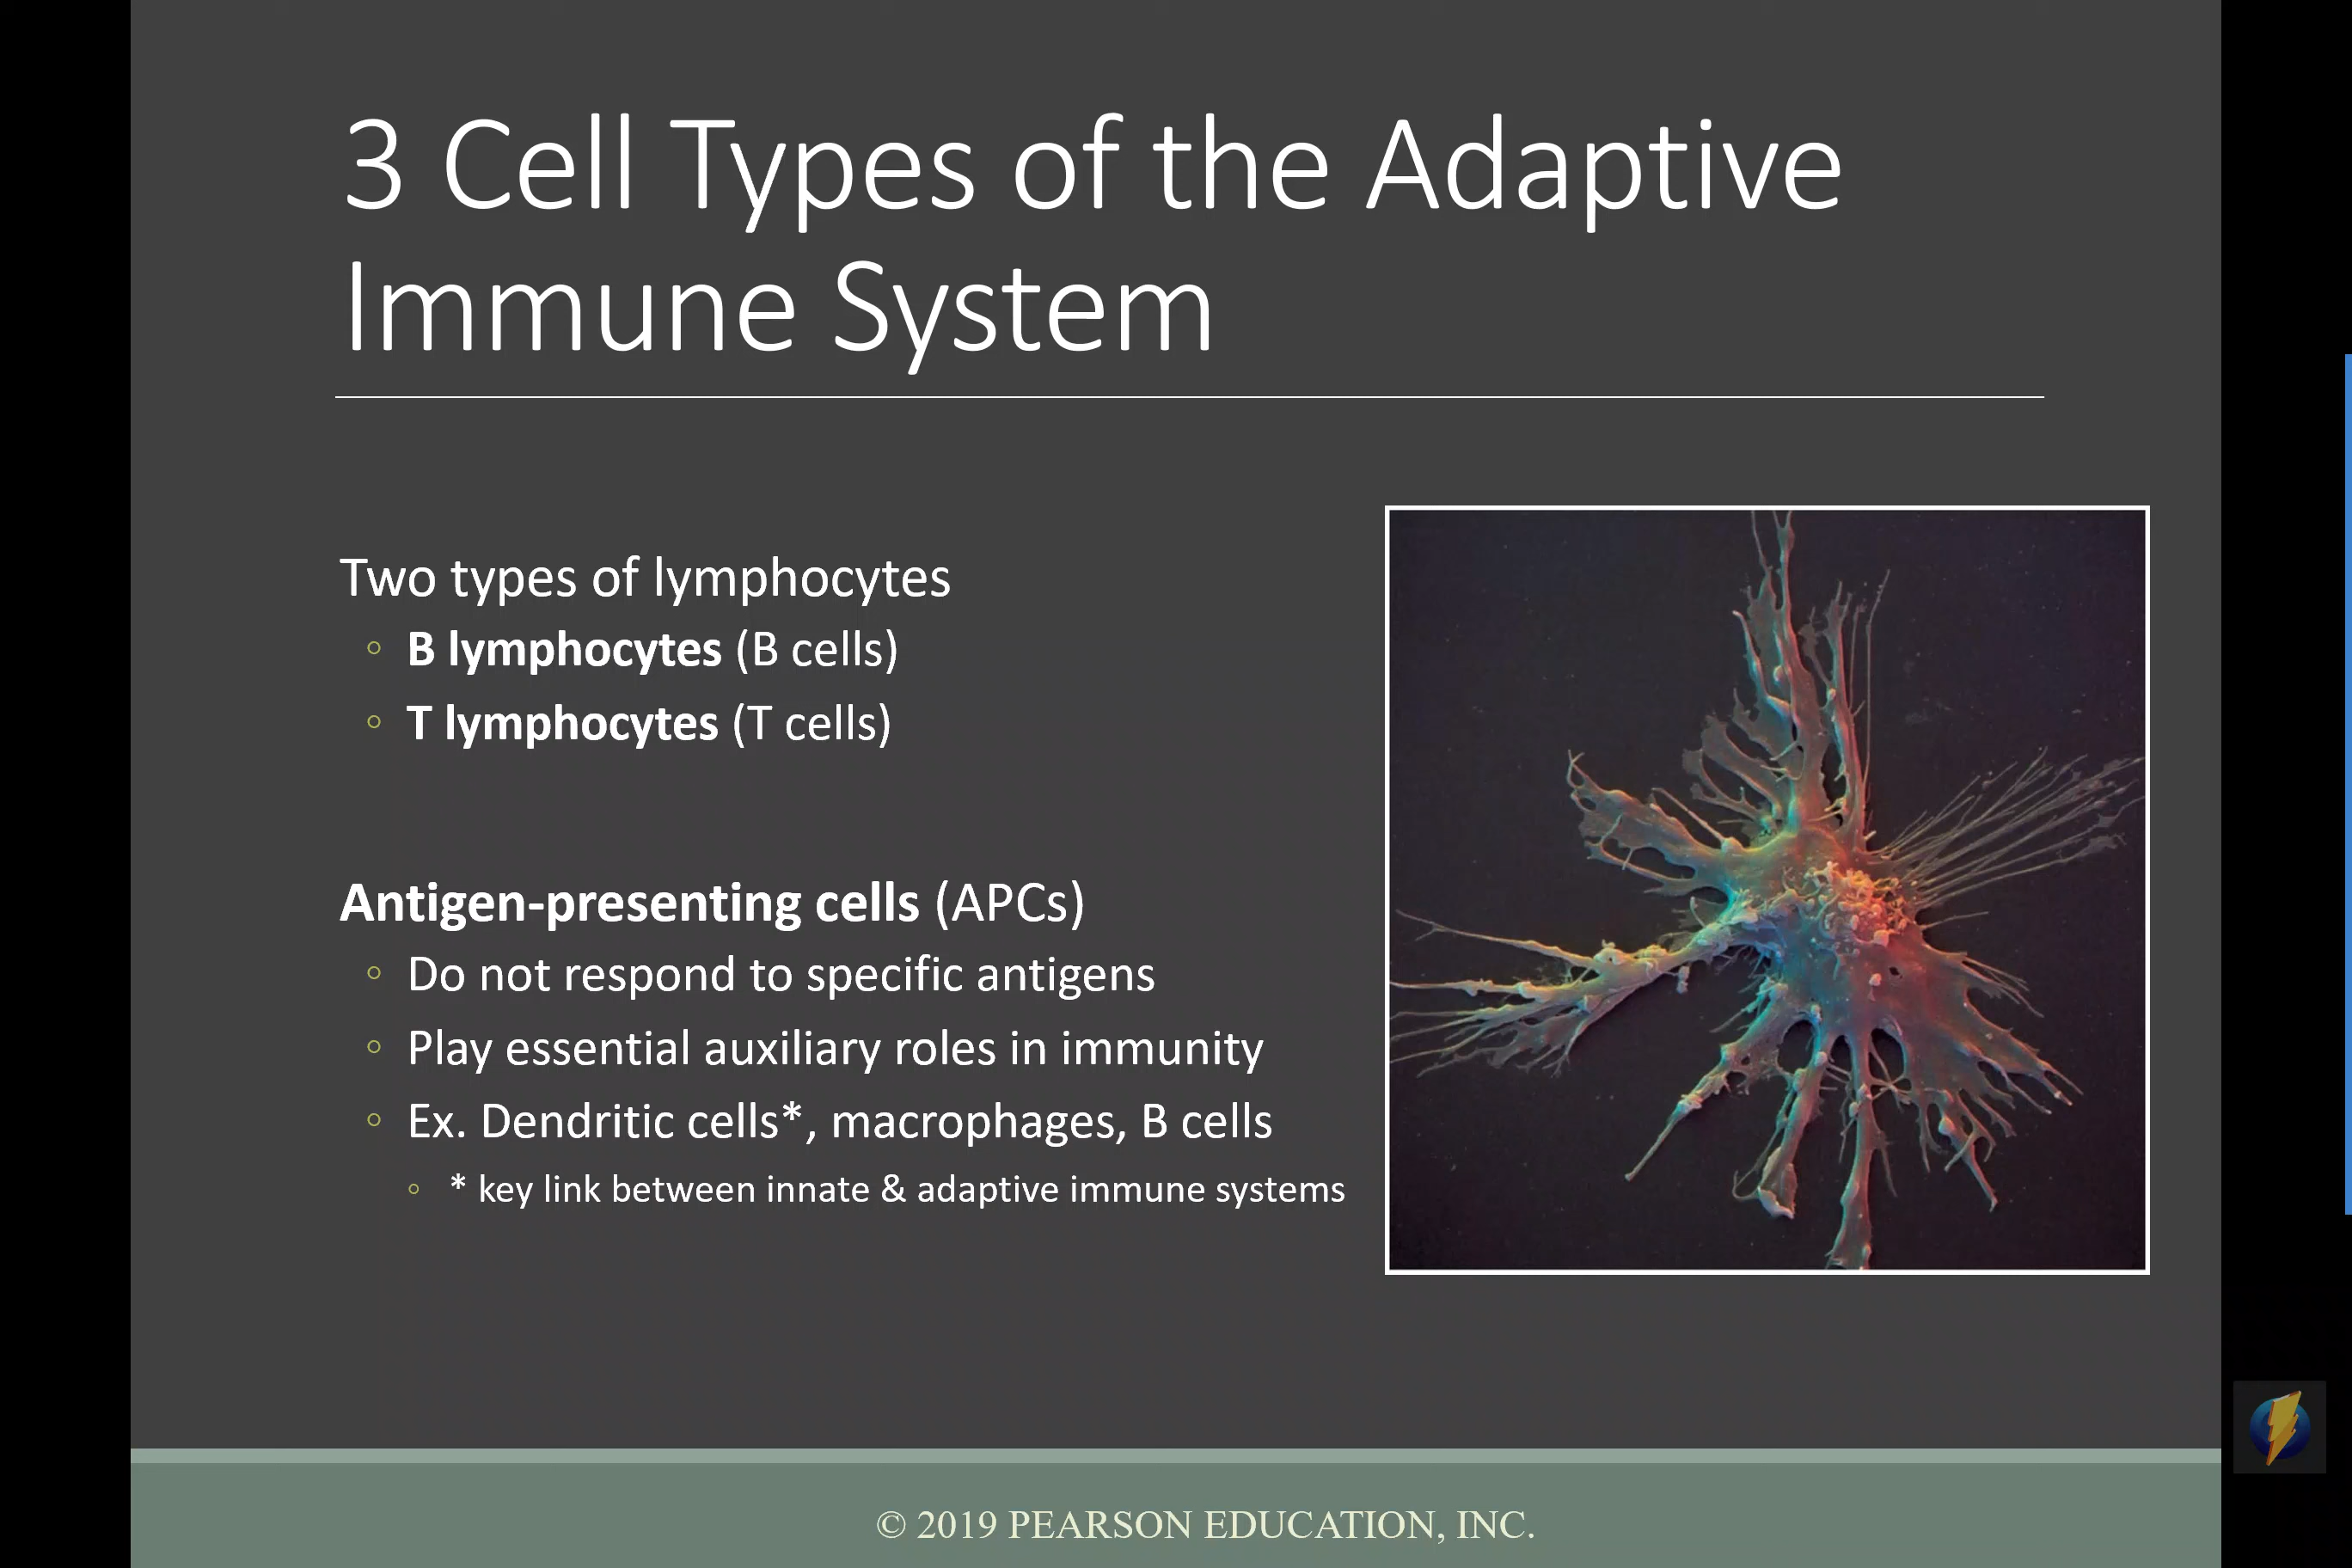 3 Cell Types of the Adaptive
Immune System
Two types of lymphocytes
◦ B lymphocytes (B cells)
◦ T lymphocytes (T cells)
Antigen-presenting cells (APCs)
◦ Do not respond to specific antigens
◦ Play essential auxiliary roles in immunity
◦ Ex. Dendritic cells*, macrophages, B cells
◦ * key link between innate & adaptive immune systems
© 2019 PEARSON EDUCATION, INC.